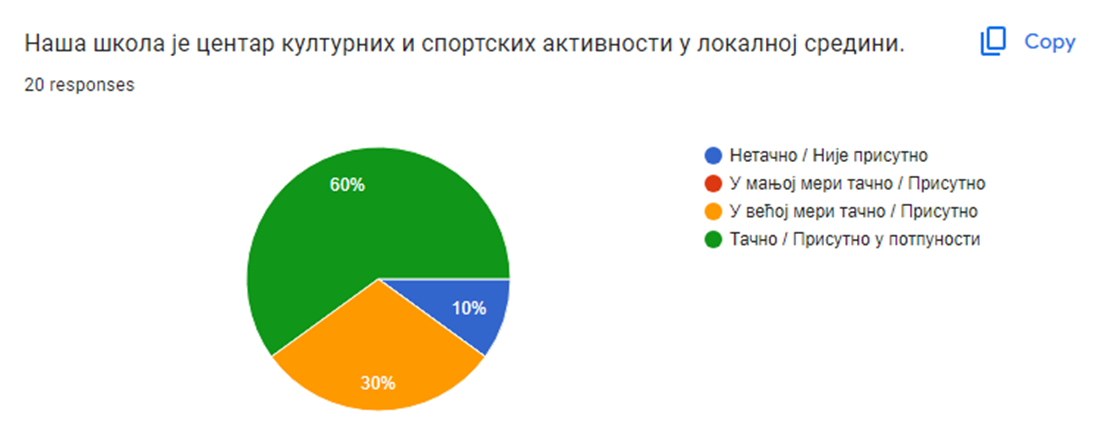 Наша школа је центар културних и спортских активности у локалној средини.
Copy
20 responses
60%
10%
30%
Нетачно / Није присутно
У мањој мери тачно / Присутно
У већој мери тачно / Присутно
Тачно / Присутно у потпуности